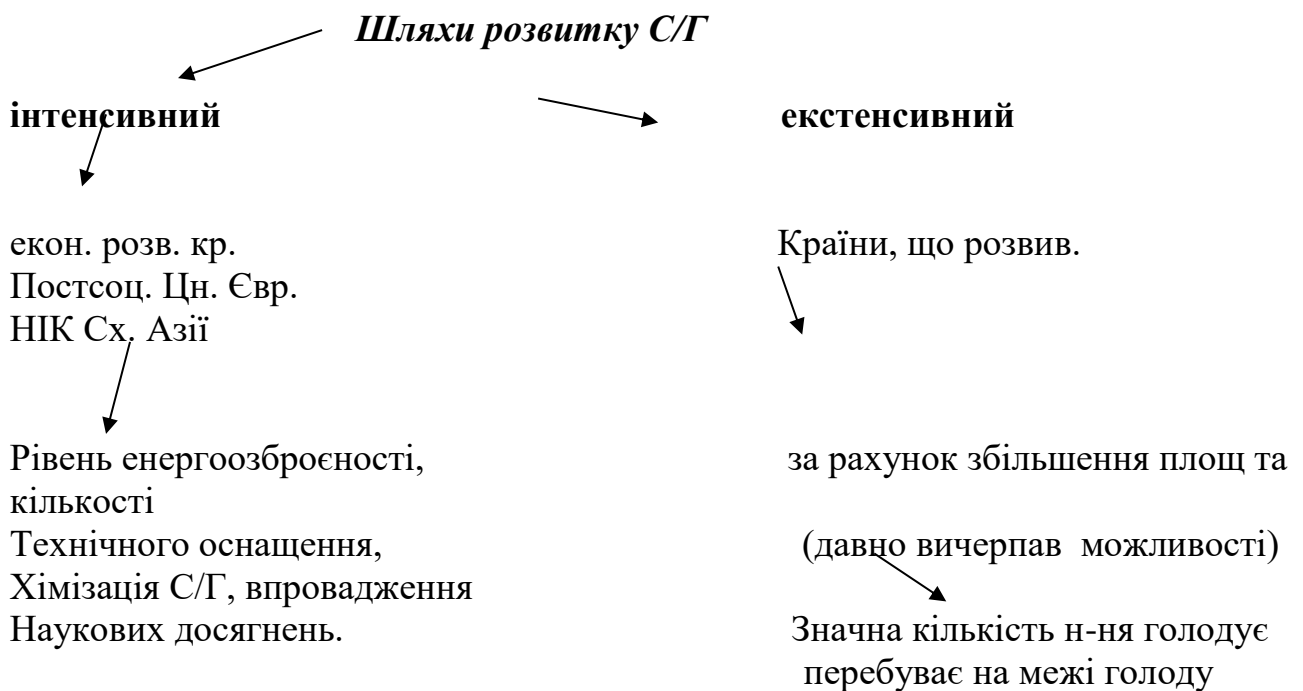 Шляхи розвитку С/Г
інтенсивний екстенсивний
екон. розв. кр. Країни, що розвив.
Постсоц. Цн. Євр.
НІК Сх. Азії
Рівень енергоозброєності, за рахунок збільшення площ та
кількості
Технічного оснащення, (давно вичерпав можливості)
Хімізація С/Г, впровадження
Наукових досягнень. Значна кількість н-ня голодує
перебуває на межі голоду